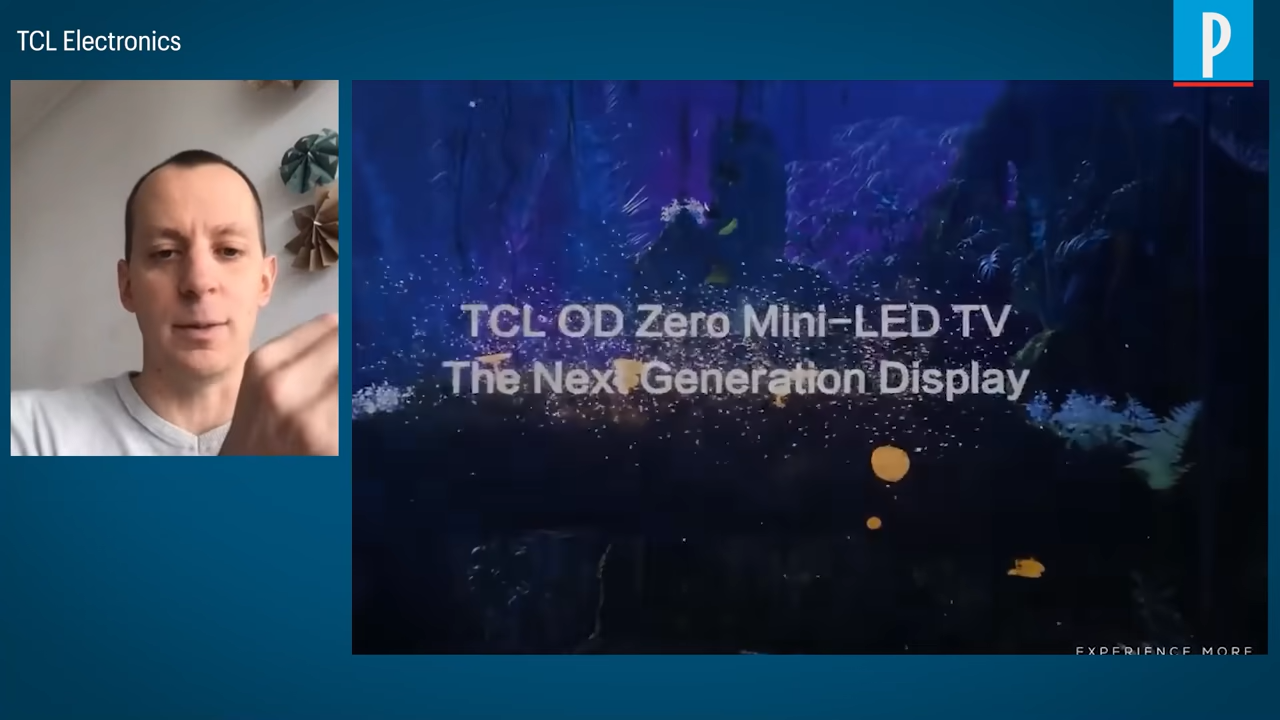 TCL Electronics
P
TCL OD Zero Mini-LED TV
The Next Generation Display
EXPERIENCE MORE